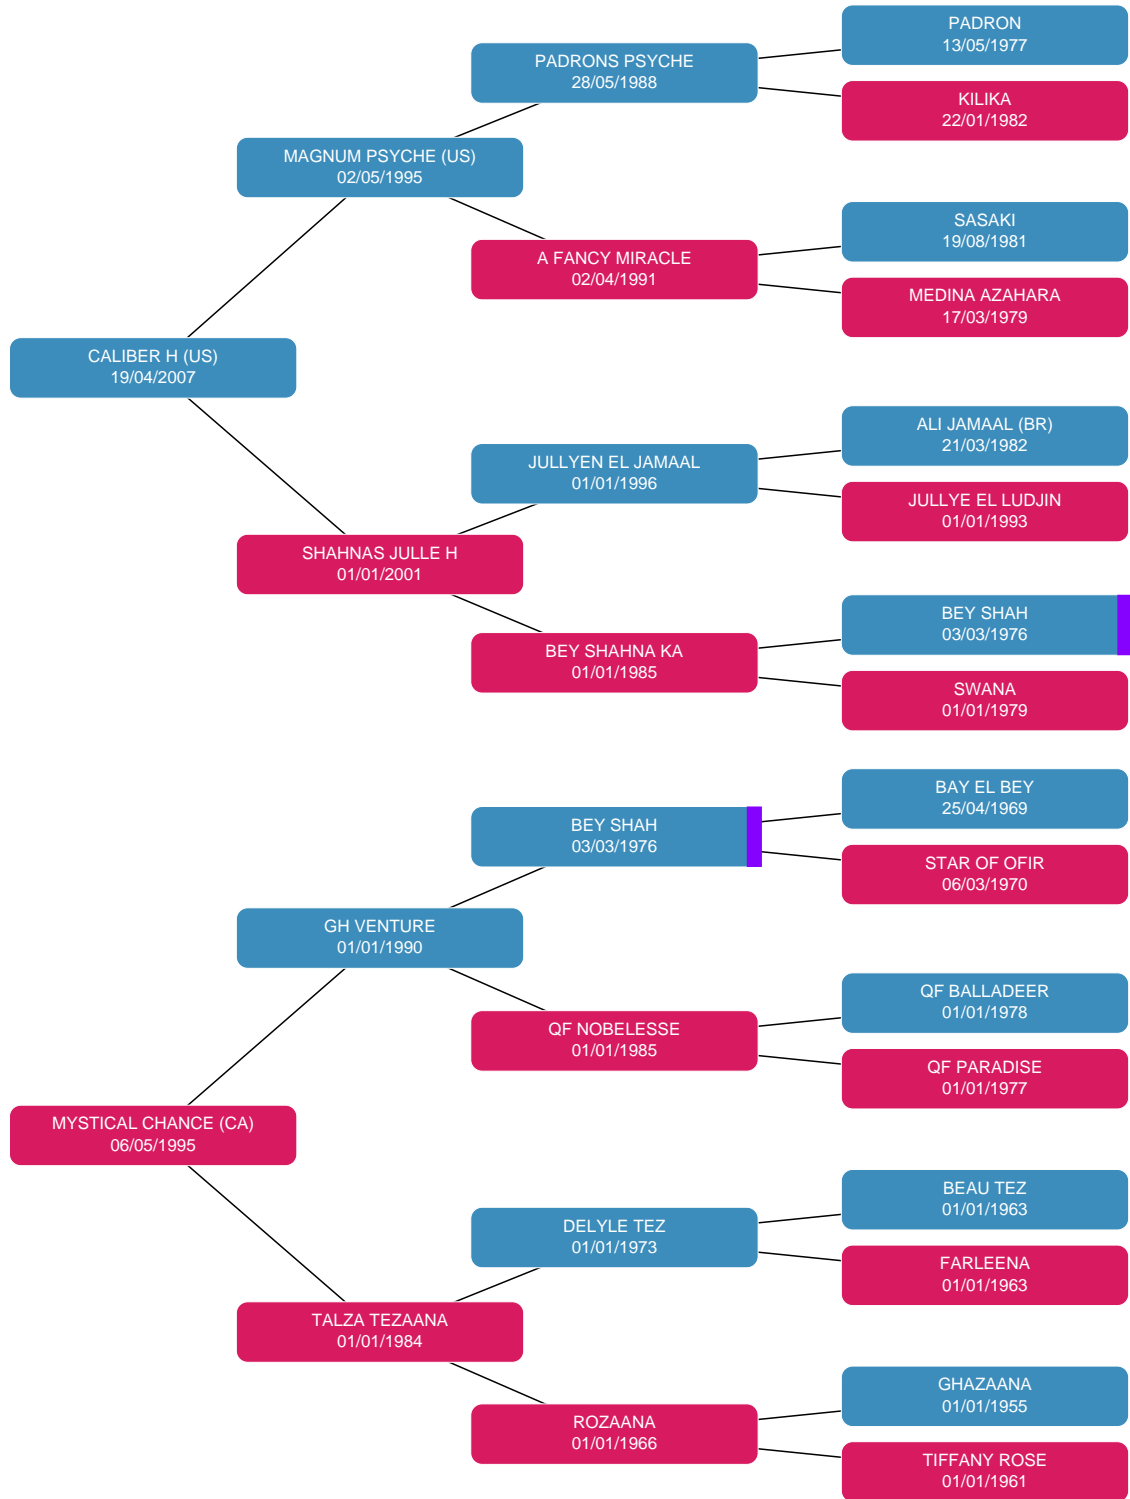 PADRON
13/05/1977
PADRONS PSYCHE
28/05/1988
KILIKA
22/01/1982
MAGNUM PSYCHE (US)
02/05/1995
SASAKI
19/08/1981
A FANCY MIRACLE
02/04/1991
MEDINA AZAHARA
17/03/1979
CALIBER H (US)
19/04/2007
ALI JAMAAL (BR)
21/03/1982
JULLYEN EL JAMAAL
01/01/1996
JULLYE EL LUDJIN
01/01/1993
SHAHNAS JULLE H
01/01/2001
BEY SHAH
03/03/1976
BEY SHAHNA KA
01/01/1985
SWANA
01/01/1979
BAY EL BEY
25/04/1969
BEY SHAH
03/03/1976
STAR OF OFIR
06/03/1970
GH VENTURE
01/01/1990
QF BALLADEER
01/01/1978
QF NOBELESSE
01/01/1985
QF PARADISE
01/01/1977
MYSTICAL CHANCE (CA)
06/05/1995
BEAU TEZ
01/01/1963
DELYLE TEZ
01/01/1973
FARLEENA
01/01/1963
TALZA TEZAANA
01/01/1984
GHAZAANA
01/01/1955
ROZAANA
01/01/1966
TIFFANY ROSE
01/01/1961